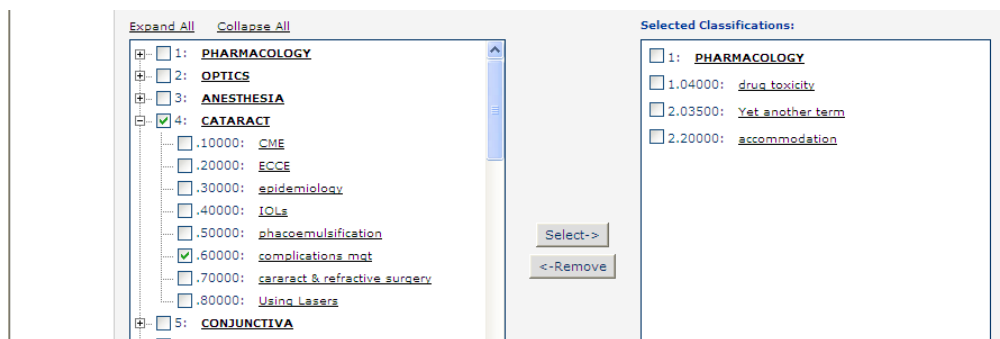 Expand All Collapse All
1: PHARMACOLOGY
2: OPTICS
3: ANESTHESIA
4: CATARACT
.10000: CME
.20000: ECCE
.30000: epidemiology
.40000: IOLs
.50000: phacoemulsification
.60000: complications mgt
.70000: cararact & refractive surgery
.80000: Using Lasers
5: CONJUNCTIVA
Select->
<-Remove
Selected Classifications:
1: PHARMACOLOGY
1.04000: drug toxicity
2.03500: Yet another term
2.20000: accommodation